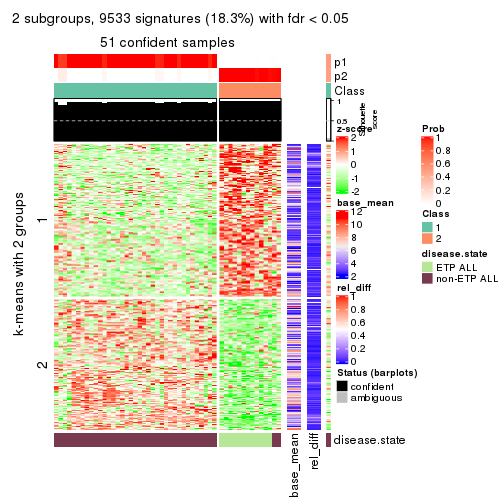 2 subgroups, 9533 signatures (18.3%) with fdr < 0.05
51 confident samples
p1
p2
Class
1
0.5
0
Silhouette
score
k-means with 2 groups
1
2
base_mean
rel_diff
disease.state
z-score
2
1
0
-1
-2
base_mean
12
10
8
6
4
2
rel_diff
1
0.8
0.6
0.4
0.2
0
Status (barplots)
confident
ambiguous
Prob
1
0.8
0.6
0.4
0.2
0
Class
1
2
disease.state
ETP ALL
non-ETP ALL